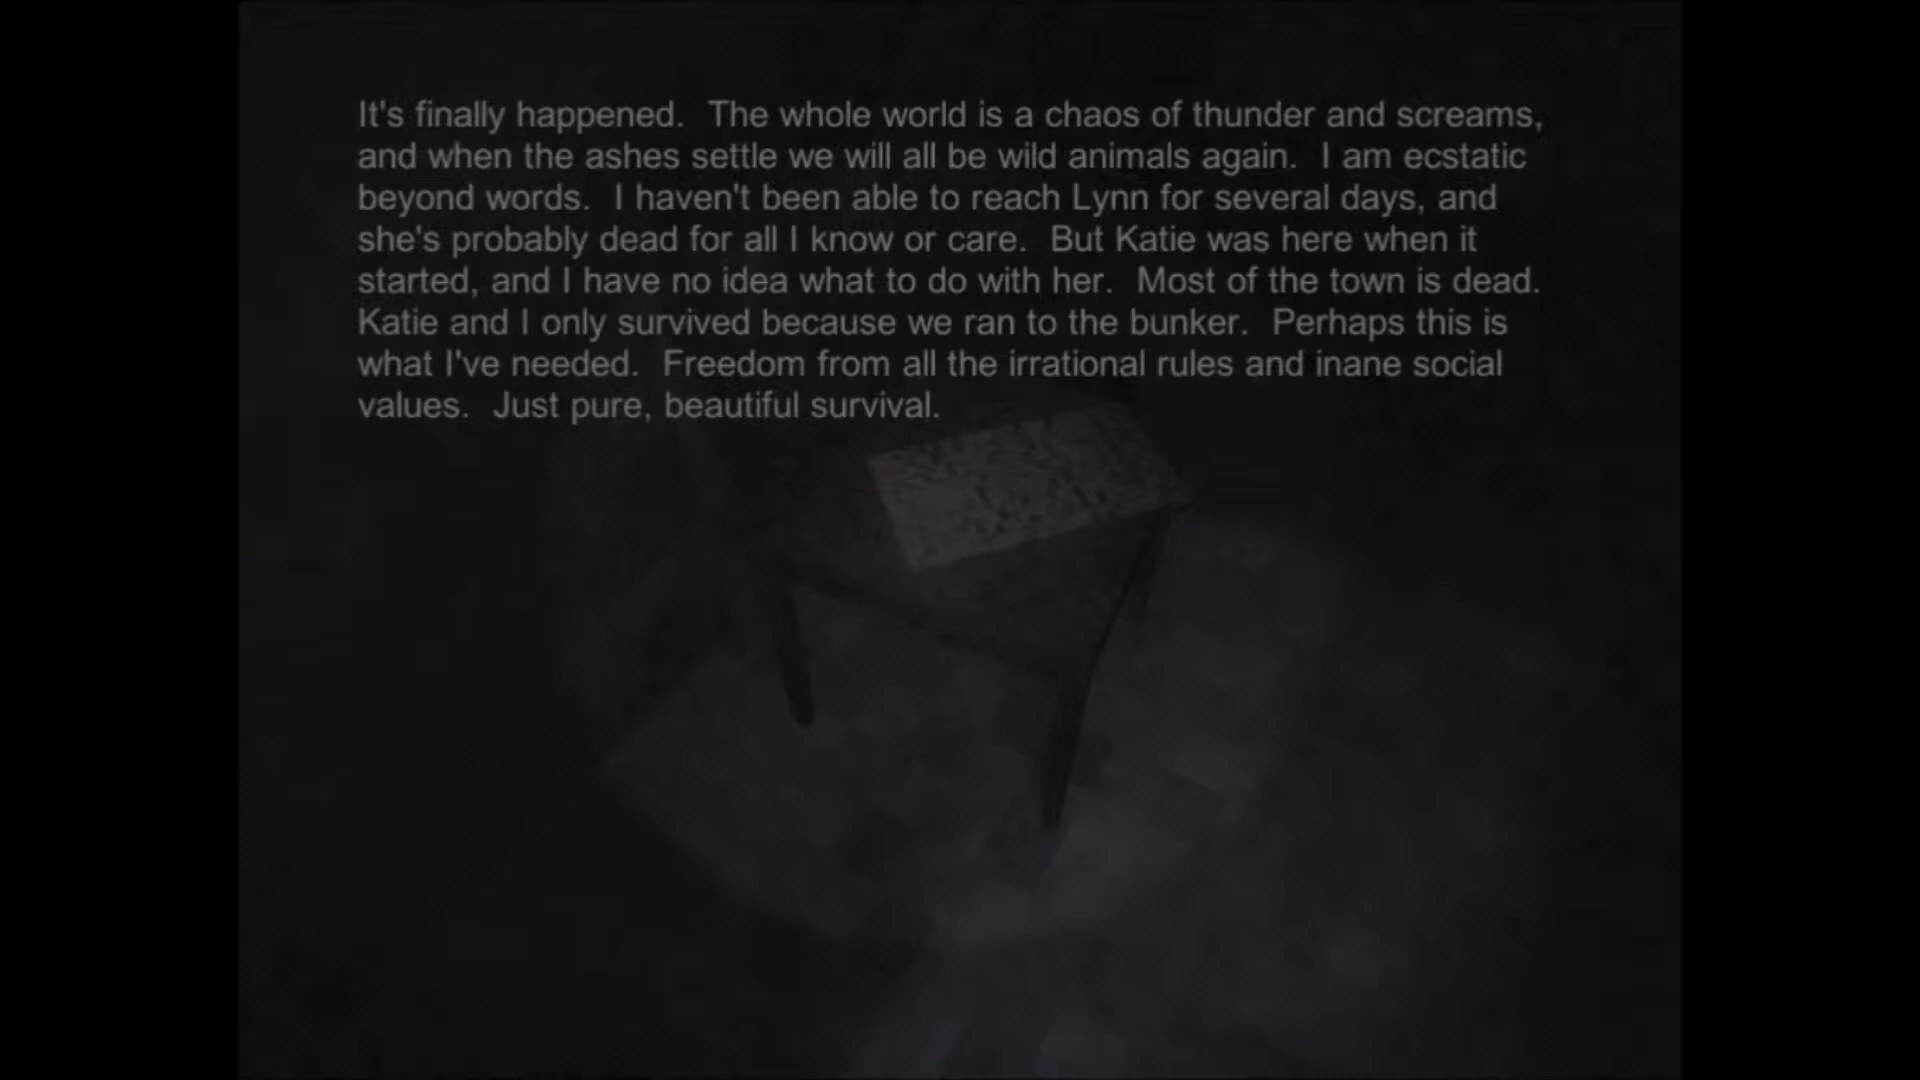 It's finally happened.  The whole world is a chaos of thunder and screams,
and when the ashes settle we will all be wild animals again.  I am ecstatic
beyond words.  I haven't been able to reach Lynn for several days, and
she's probably dead for all I know or care.  But Katie was here when it
started, and I have no idea what to do with her.  Most of the town is dead.
Katie and I only survived because we ran to the bunker.  Perhaps this is
what I've needed.  Freedom from all the irrational rules and inane social
values.  Just pure, beautiful survival.